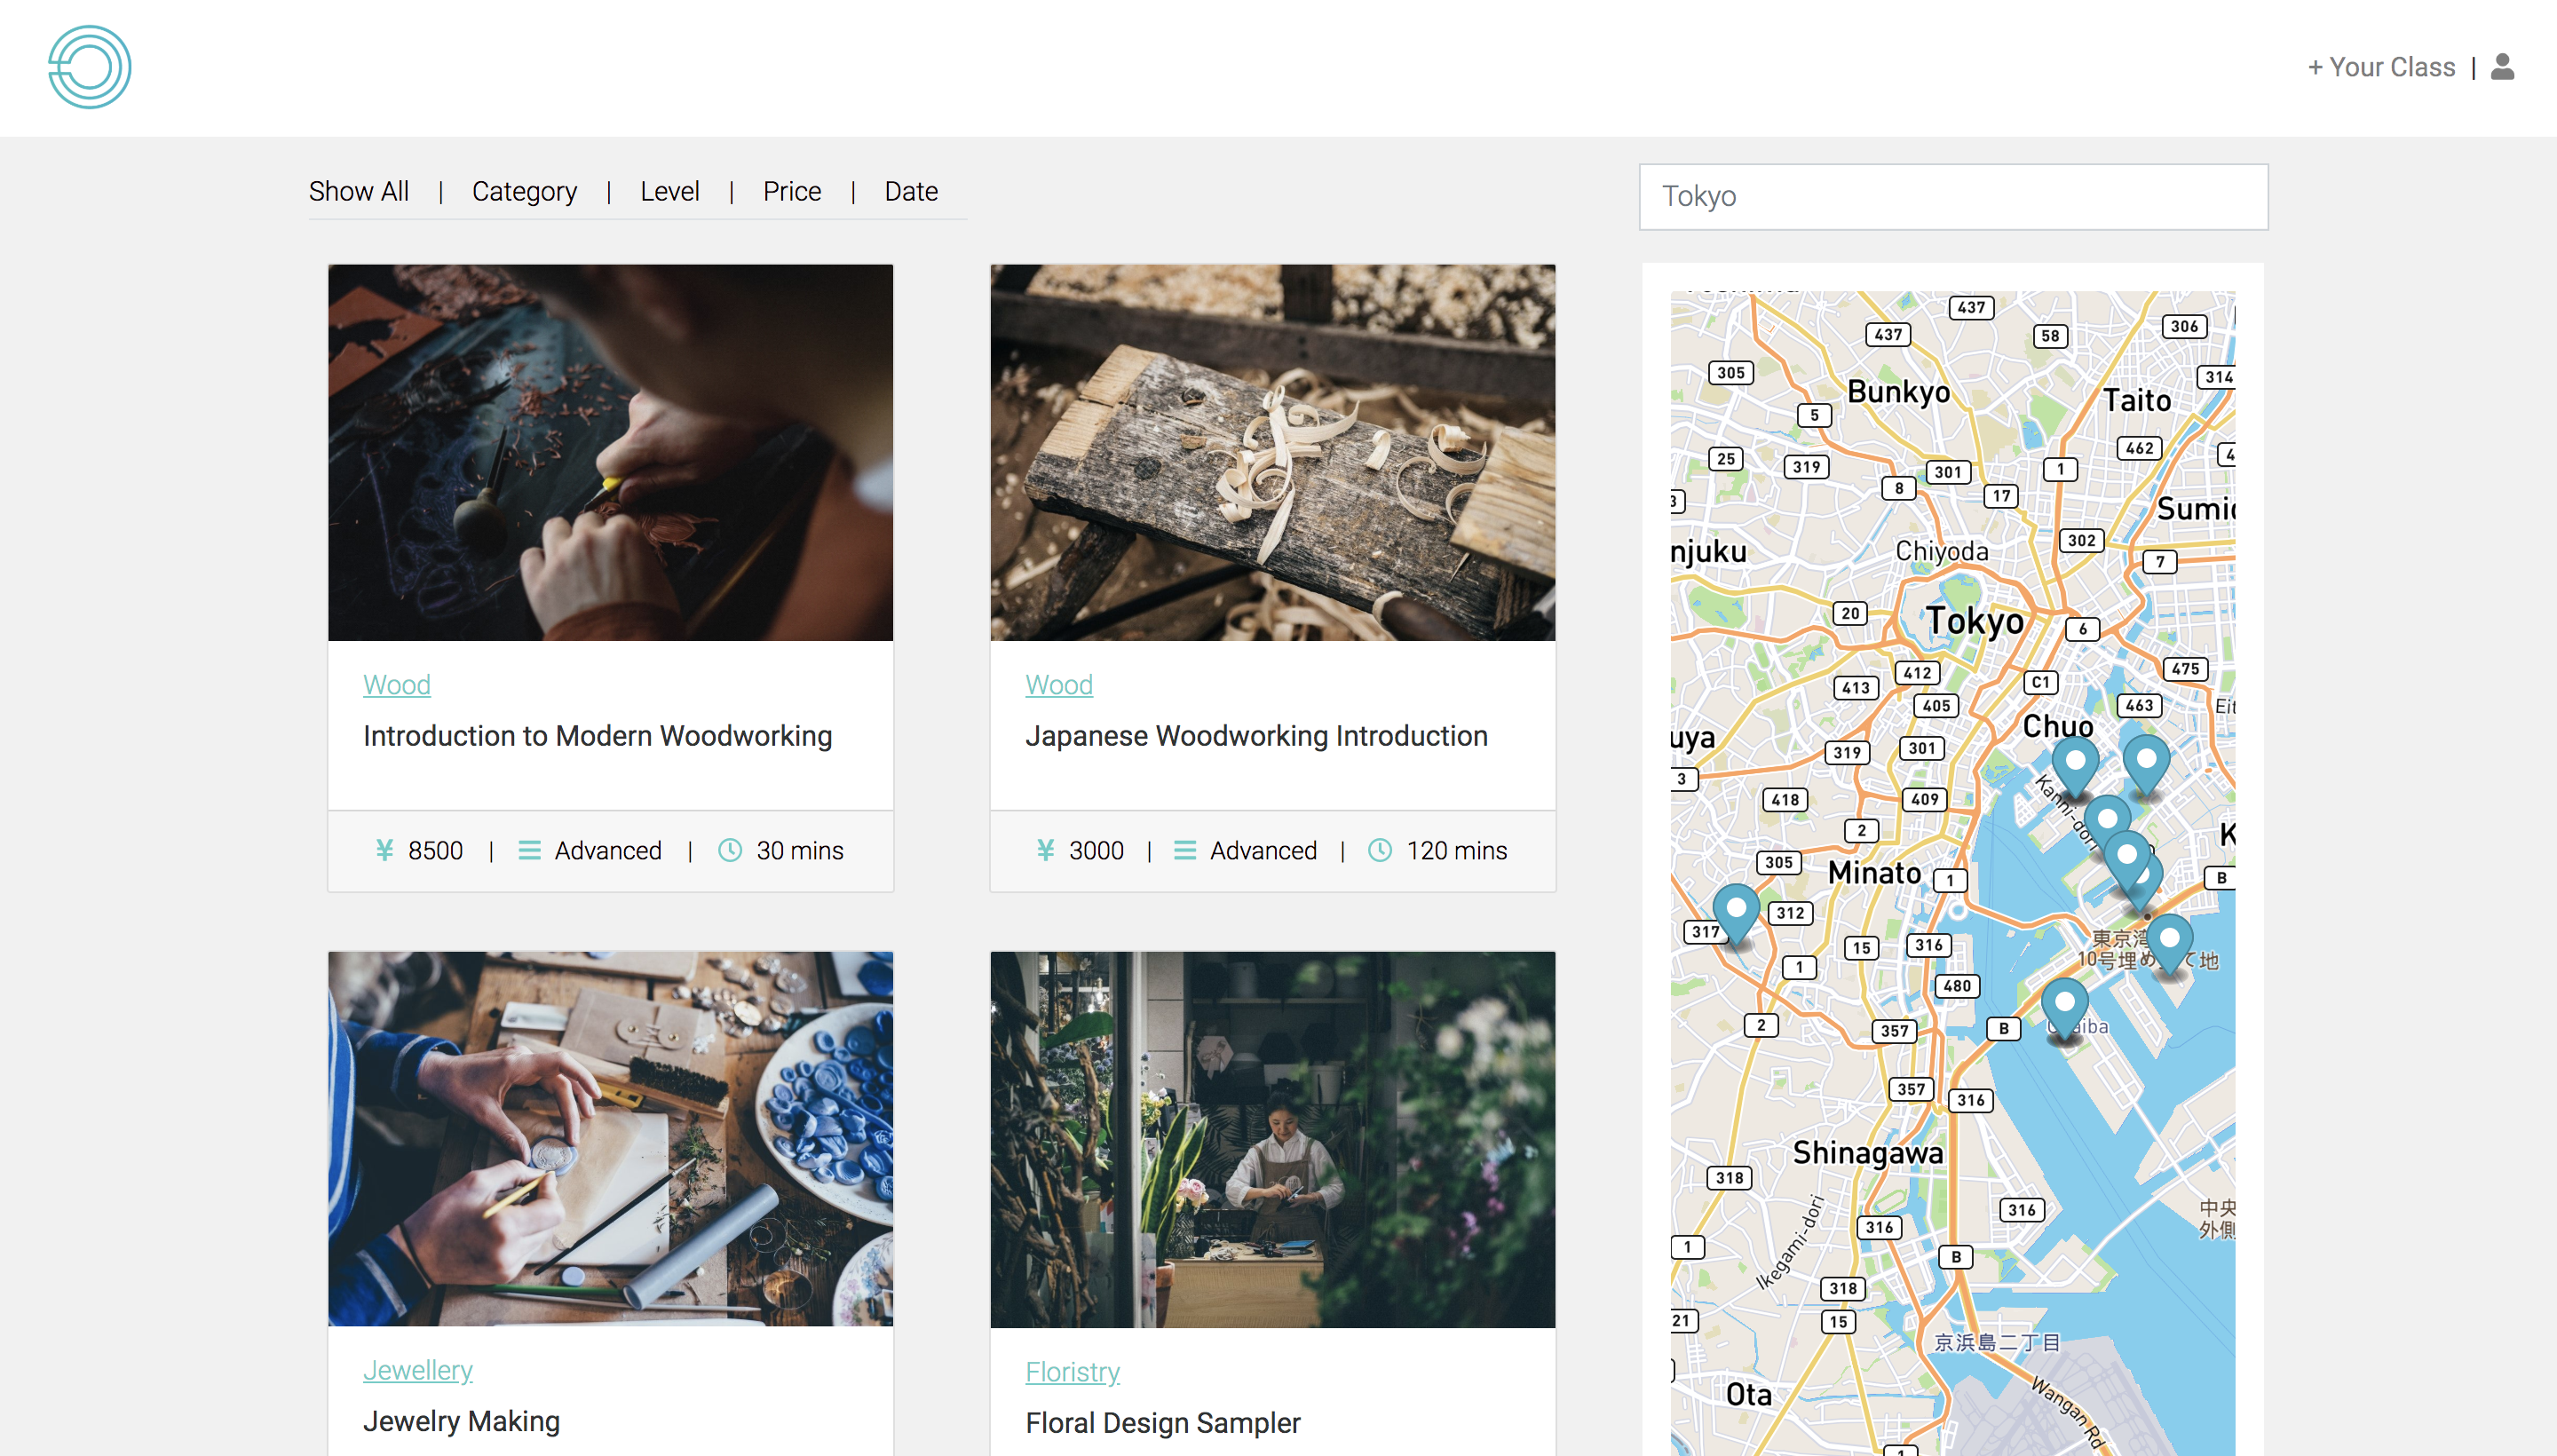 + Your Class |
Show All | Category | Level | Price | Date
Tokyo
Wood
Introduction to Modern Woodworking
¥ 8500 | Advanced | 30 mins
Wood
Japanese Woodworking Introduction
¥ 3000 | Advanced | 120 mins
Jewellery
Jewelry Making
Floristry
Floral Design Sampler
437
437
58
306
305
314
Bunkyo
Taito
5
462
25
319
301
1
4
8
17
3
Sumid
302
njuku
Chiyoda
7
20
Tokyo
6
412
475
413
C1
405
463
Eit
Chuo
uya
319
301
3
Kanni-dori
418
409
2
K
305
Minato
1
B
312
317
15
316
東京湾
10号埋め
て地
1
480
2
357
B
aiba
357
316
Shinagawa
318
Ikegami-dori
316
中央
外側
316
1
B
318
21
15
京浜島二丁目
Ota
Wangan Rd
1